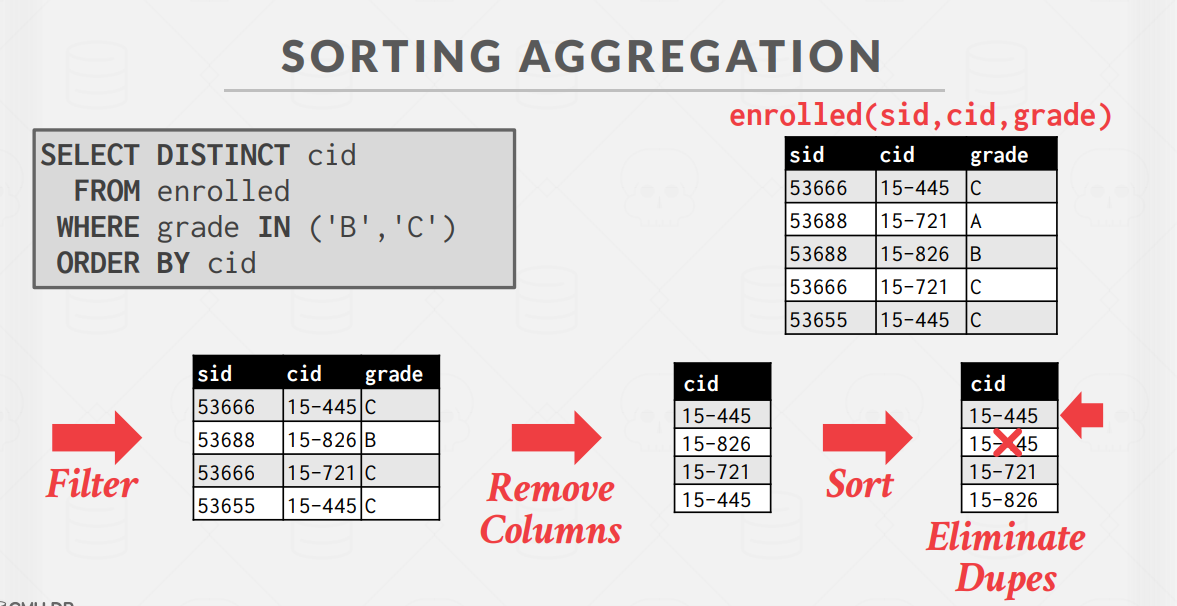 SORTING AGGREGATION
SELECT DISTINCT cid
FROM enrolled
WHERE grade IN ('B','C')
ORDER BY cid
enrolled(sid,cid,grade)
sid cid grade
53666 15-445 C
53688 15-721 A
53688 15-826 B
53666 15-721 C
53655 15-445 C
Filter
sid cid grade
53666 15-445 C
53688 15-826 B
53666 15-721 C
53655 15-445 C
Remove
Columns
cid
15-445
15-826
15-721
15-445
Sort
cid
15-445
15-445
15-721
15-826
Eliminate
Dupes